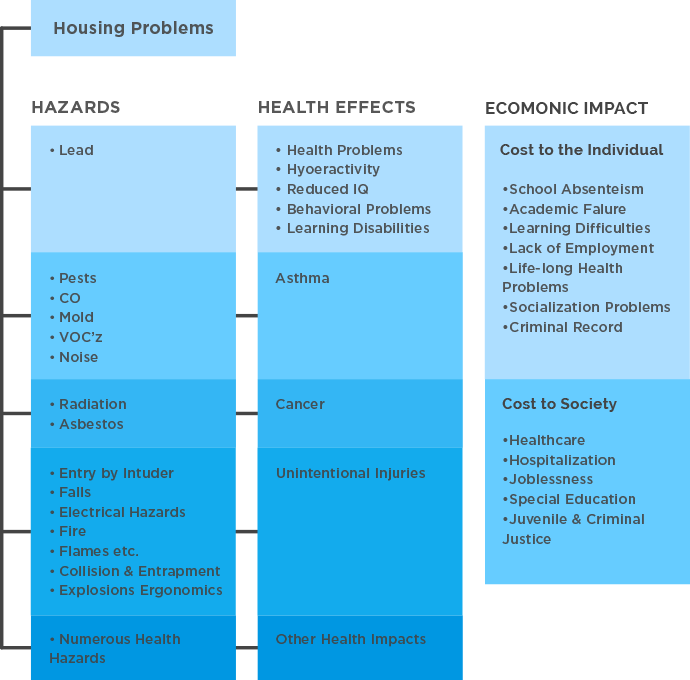 Housing Problems
HAZARDS
• Lead
• Pests
• CO
• Mold
• VOC’z
• Noise
• Radiation
• Asbestos
• Entry by Intuder
• Falls
• Electrical Hazards
• Fire
• Flames etc.
• Collision & Entrapment
• Explosions Ergonomics
• Numerous Health
Hazards
HEALTH EFFECTS
• Health Problems
• Hyoeractivity
• Reduced IQ
• Behavioral Problems
• Learning Disabilities
Asthma
Cancer
Unintentional Injuries
Other Health Impacts
ECOMONIC IMPACT
Cost to the Individual
•School Absenteism
•Academic Falure
•Learning Difficulties
•Lack of Employment
•Life-long Health
Problems
•Socialization Problems
•Criminal Record
Cost to Society
•Healthcare
•Hospitalization
•Joblessness
•Special Education
•Juvenile & Criminal
Justice